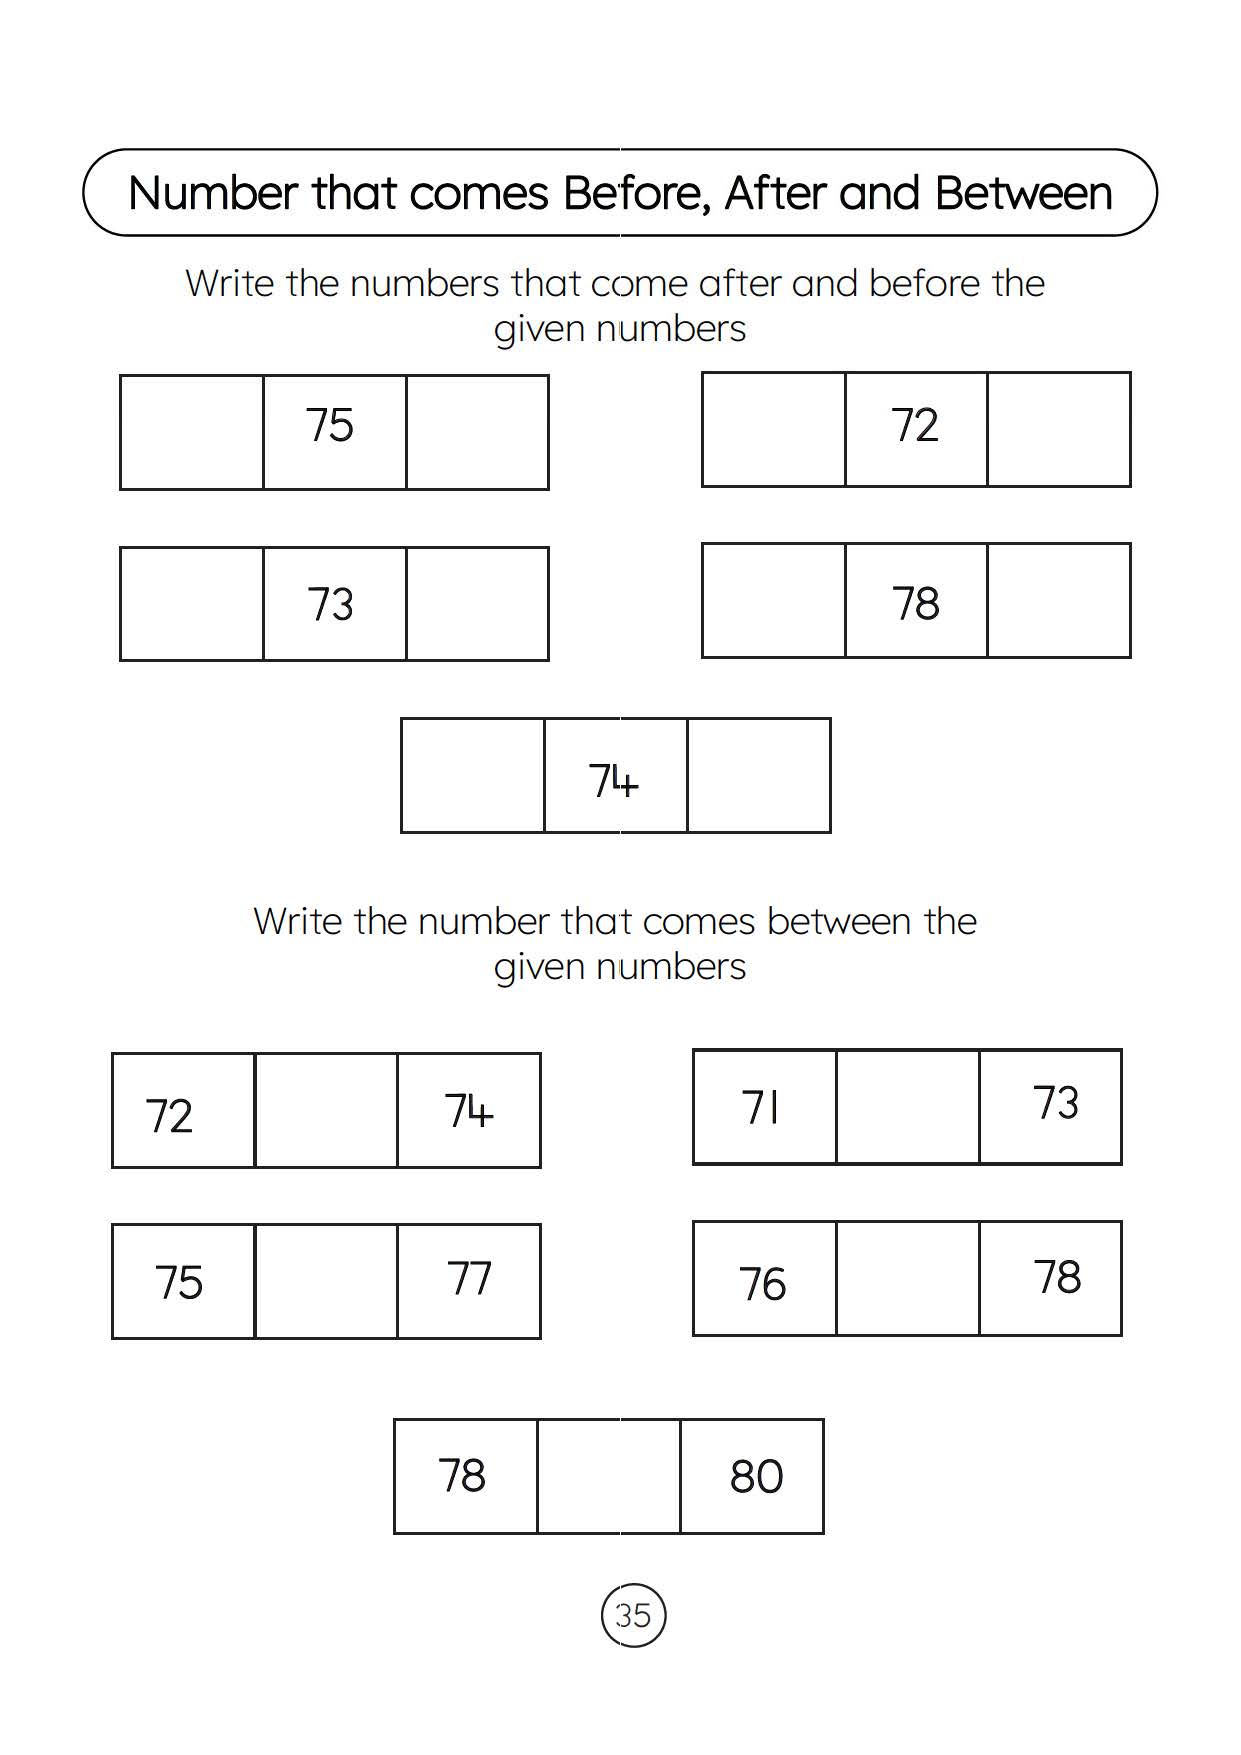 Number that comes Before, After and Between
Write the numbers that come after and before the
given numbers
75
72
73
78
74
Write the number that comes between the
given numbers
72 74
71 73
75 77
76 78
78 80
35